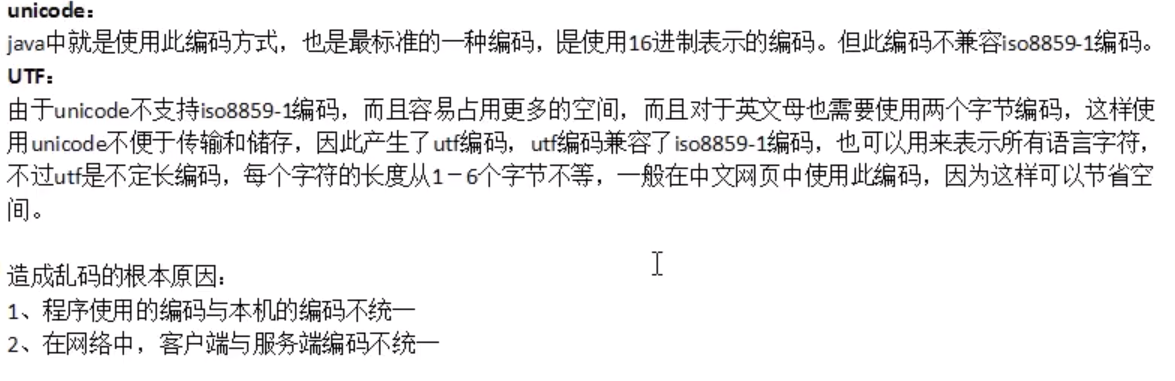 unicode：
java中就是使用此编码方式，也是最标准的一种编码，是使用16进制表示的编码。但此编码不兼容iso8859-1编码。
UTF：
由于unicode不支持iso8859-1编码，而且容易占用更多的空间，而且对于英文母也需要使用两个字节编码，这样使
用unicode不便于传输和储存，因此产生了utf编码，utf编码兼容了iso8859-1编码，也可以用来表示所有语言字符，
不过utf是不定长编码，每个字符的长度从1－6个字节不等，一般在中文网页中使用此编码，因为这样可以节省空
间。
造成乱码的根本原因：
1、程序使用的编码与本机的编码不统一
2、在网络中，客户端与服务端编码不统一